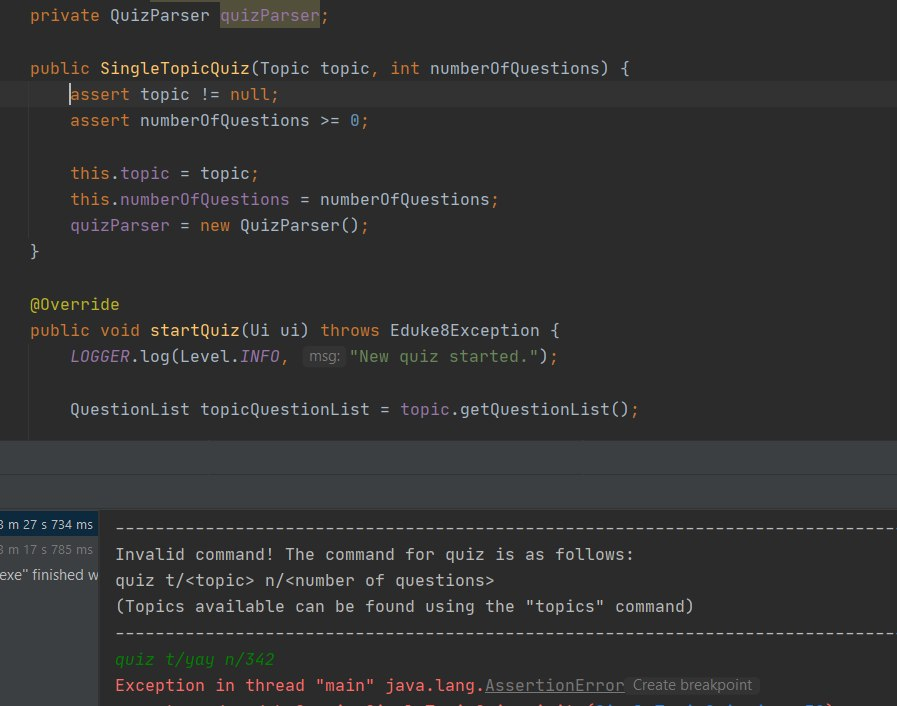 private QuizParser quizParser;
public SingleTopicQuiz(Topic topic, int numberOfQuestions) {
assert topic != null;
assert numberOfQuestions >= 0;
this.topic = topic;
this.numberOfQuestions = numberOfQuestions;
quizParser = new QuizParser();
}
@Override
public void startQuiz(Ui ui) throws Eduke8Exception {
LOGGER.log(Level.INFO, msg: "New quiz started.");
QuestionList topicQuestionList = topic.getQuestionList();
3 m 27 s 734 ms
3 m 17 s 785 ms
exe" finished w
--------------------------------------------------------------------------------
Invalid command! The command for quiz is as follows:
quiz t/<topic> n/<number of questions>
(Topics available can be found using the "topics" command)
--------------------------------------------------------------------------------
quiz t/yay n/342
Exception in thread "main" java.lang.AssertionError Create breakpoint